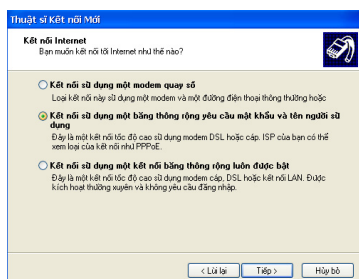 Thuật sĩ Kết nối Mới
Kết nối Internet
Bạn muốn kết nối tới Internet như thế nào?
Kết nối sử dụng một modem quay số
Loại kết nối này sử dụng một modem và một đường điện thoại thông thường hoặc
Kết nối sử dụng một băng thông rộng yêu cầu mật khẩu và tên người sử
dụng
Đây là một kết nối tốc độ cao sử dụng modem DSL hoặc cáp. ISP của bạn có thể
xem loại của kết nối như PPPoE.
Kết nối sử dụng một kết nối băng thông rộng luôn được bật
Đây là một kết nối tốc độ cao sử dụng modem cáp, DSL hoặc kết nối LAN. Được
kích hoạt thường xuyên và không yêu cầu đăng nhập.
< Lùi lại Tiếp > Hủy bỏ